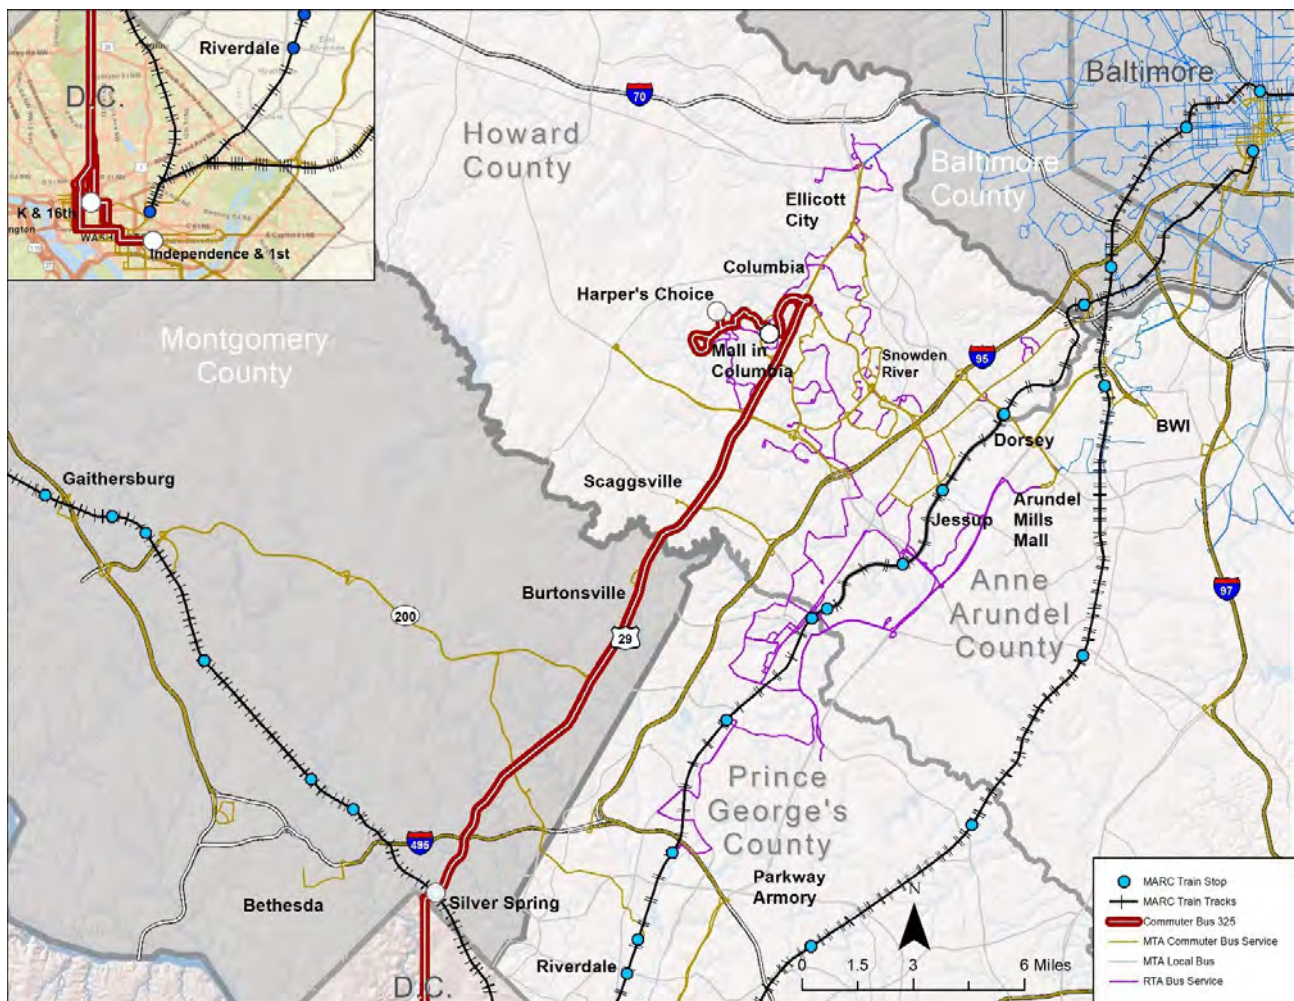 Riverdale
D.C.
K & 16th
Independence & 1st
70
Baltimore
Howard
County
Baltimore
County
Ellicott
City
Columbia
Harper's Choice
Mall in
Columbia
Snowden
River
95
Montgomery
County
Dorsey
BWI
Gaithersburg
Scaggsville
Jessup
Arundel
Mills
Mall
Burtonsville
29
200
97
Anne
Arundel
County
Prince
George's
County
495
Parkway
Armory
Bethesda
Silver Spring
Riverdale
D.C.
N
0 1.5 3 6 Miles
MARC Train Stop
MARC Train Tracks
Commuter Bus 325
MTA Commuter Bus Service
MTA Local Bus
RTA Bus Service